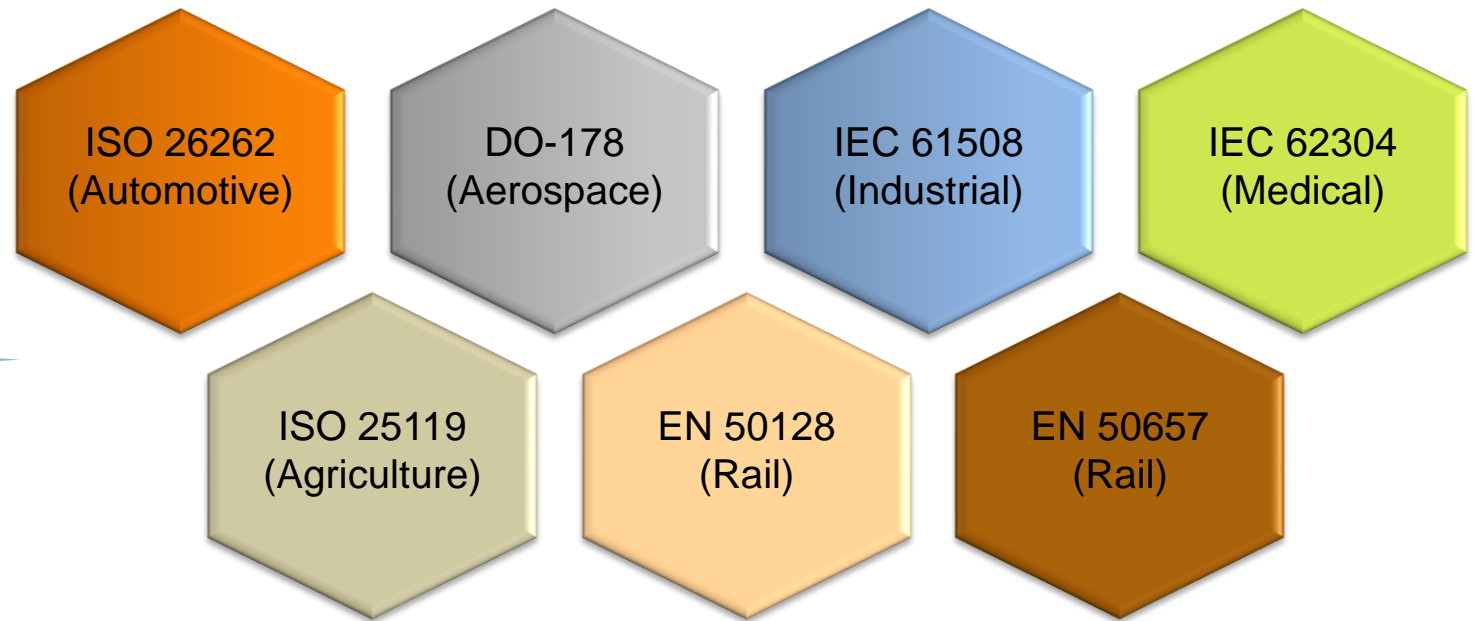 ISO 26262
(Automotive)
DO-178
(Aerospace)
IEC 61508
(Industrial)
IEC 62304
(Medical)
ISO 25119
(Agriculture)
EN 50128
(Rail)
EN 50657
(Rail)